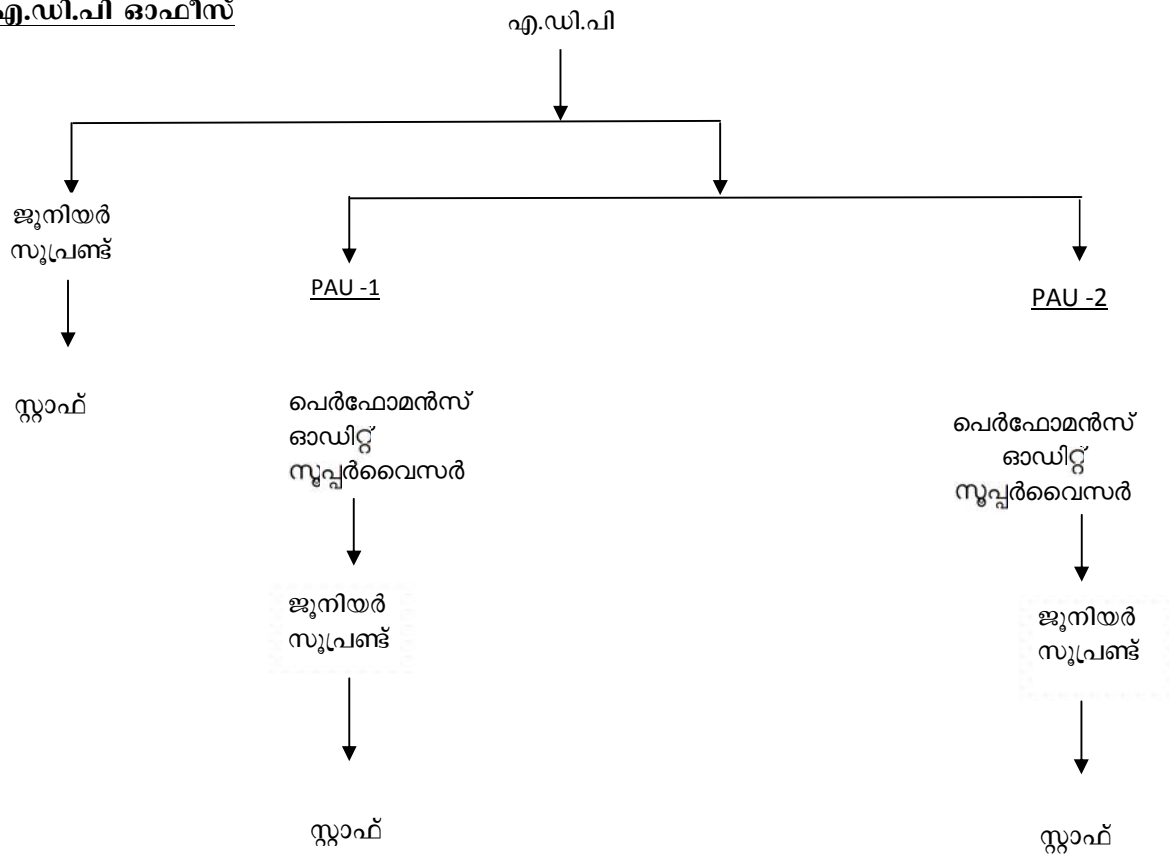 എ.ഡി.പി ഓഫീസ്
എ.ഡി.പി
ജൂനിയർ
സൂപ്രണ്ട്
PAU -1
PAU -2
സ്റ്റാഫ്
പെർഫോമൻസ്
ഓഡിറ്റ്
സൂപ്പർവൈസർ
പെർഫോമൻസ്
ഓഡിറ്റ്
സൂപ്പർവൈസർ
ജൂനിയർ
സൂപ്രണ്ട്
ജൂനിയർ
സൂപ്രണ്ട്
സ്റ്റാഫ്
സ്റ്റാഫ്